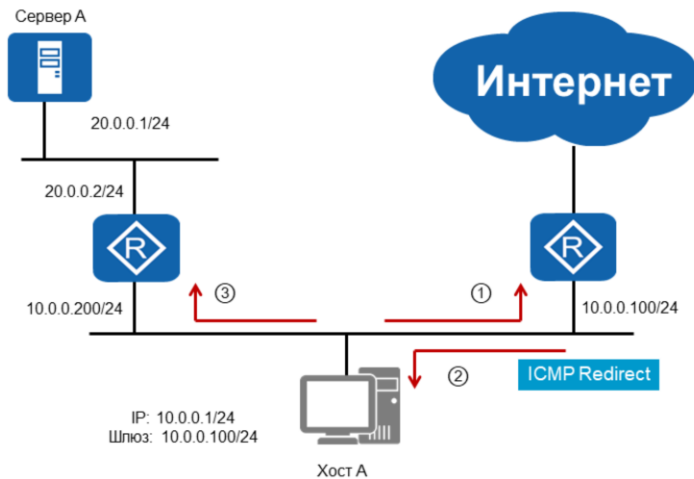 Сервер А
Интернет
20.0.0.1/24
20.0.0.2/24
R
R
10.0.0.200/24
③
①
10.0.0.100/24
②
ICMP Redirect
IP: 10.0.0.1/24
Шлюз: 10.0.0.100/24
Хост А